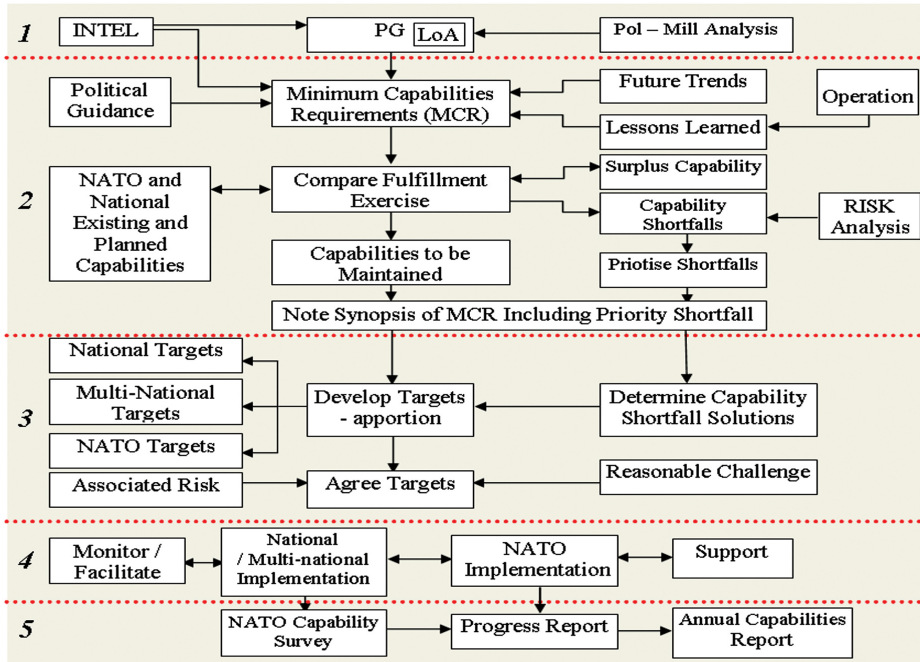 1
INTEL
PG
LoA
Pol – Mill Analysis
2
Political
Guidance
Minimum Capabilities
Requirements (MCR)
Future Trends
Lessons Learned
Operation
NATO and
National
Existing and
Planned
Capabilities
Compare Fulfillment
Exercise
Surplus Capability
Capability
Shortfalls
RISK
Analysis
Capabilities to be
Maintained
Priotise Shortfalls
Note Synopsis of MCR Including Priority Shortfall
3
National Targets
Multi-National
Targets
NATO Targets
Develop Targets
- apportion
Determine Capability
Shortfall Solutions
Associated Risk
Agree Targets
Reasonable Challenge
4
Monitor /
Facilitate
National
/ Multi-national
Implementation
NATO
Implementation
Support
5
NATO Capability
Survey
Progress Report
Annual Capabilities
Report